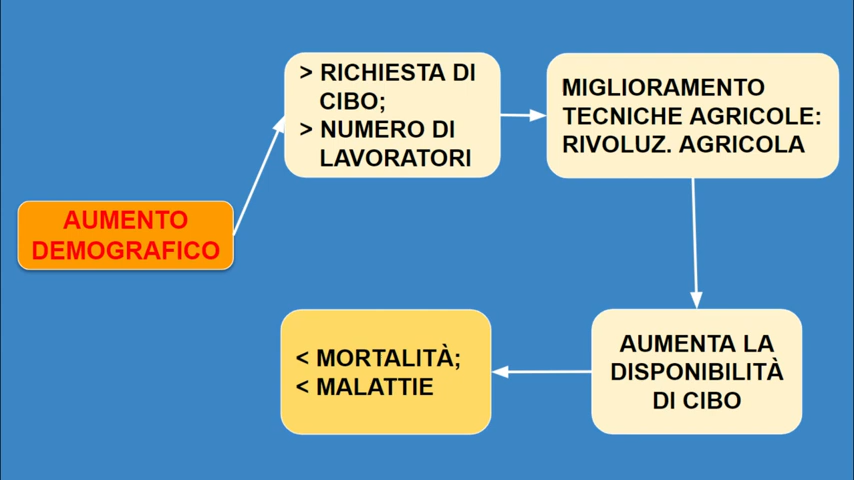 AUMENTO
DEMOGRAFICO
> RICHIESTA DI
CIBO;
> NUMERO DI
LAVORATORI
MIGLIORAMENTO
TECNICHE AGRICOLE:
RIVOLUZ. AGRICOLA
AUMENTA LA
DISPONIBILITÀ
DI CIBO
< MORTALITÀ;
< MALATTIE